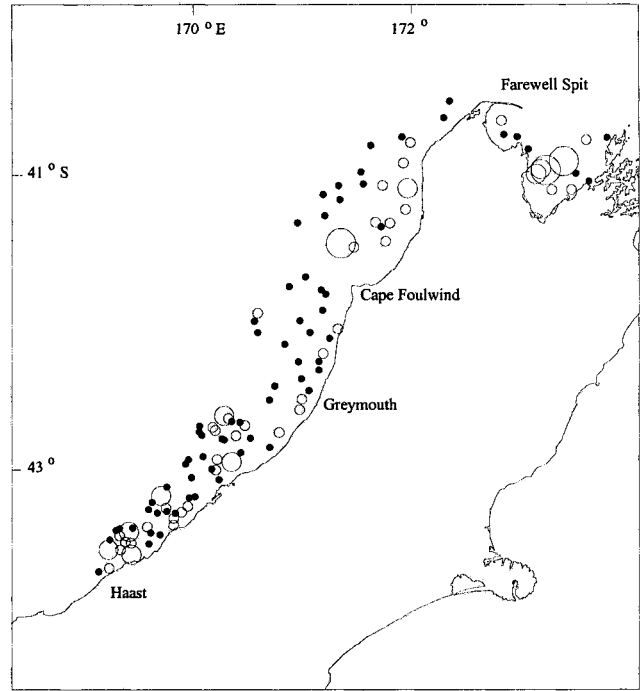 170 ° E
172 °
Farewell Spit
41 ° S
Cape Foulwind
Greymouth
43 °
Haast